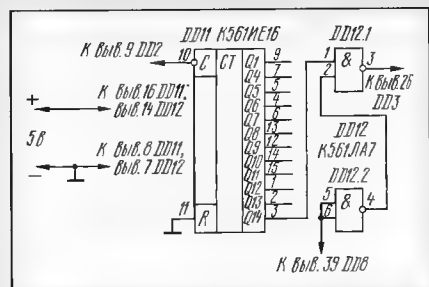 DD11 К561ИЕ16
DD12.1
К выв.9 DD2
10
C
CT
Q1
9
Q4
7
Q5
5
Q6
4
Q7
6
Q8
13
Q9
12
Q10
14
Q11
15
Q12
1
Q13
2
Q14
3
11
R
1
2
&
3
К выв.26
DD3
К выв.16 DD11,
выв.14 DD12
+
5в
−
К выв.8 DD11,
выв.7 DD12
DD12
К561ЛА7
DD12.2
5
6
&
4
К выв.39 DD8